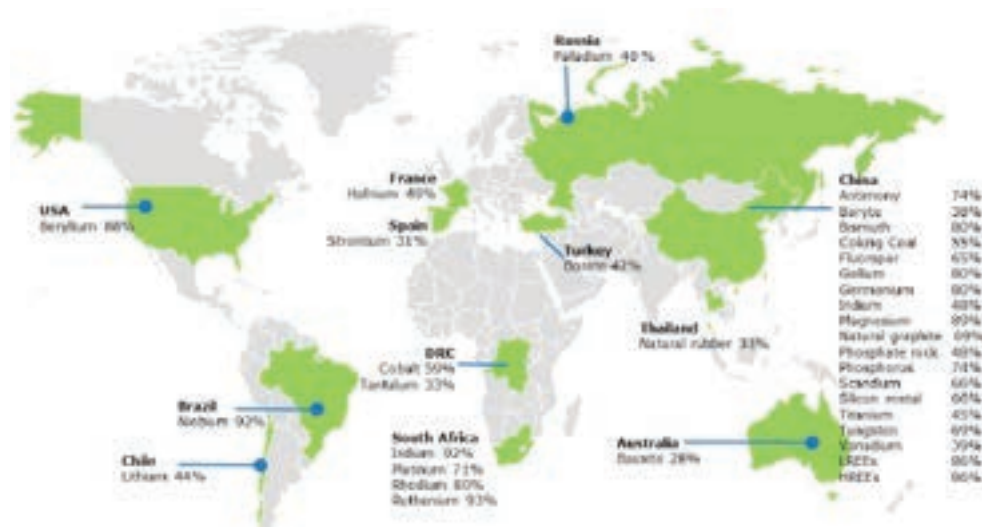 Russia
Palladium 40%
France
Hafnium 49%
Spain
Strontium 31%
USA
Beryllium 88%
Turkey
Borate 42%
Thailand
Natural rubber 33%
DRC
Cobalt 59%
Tantalum 33%
Brazil
Niobium 92%
Chile
Lithium 44%
South Africa
Iridium 92%
Platinum 71%
Rhodium 80%
Ruthenium 93%
Australia
Bauxite 28%
China
Antimony 74%
Baryte 38%
Bismuth 80%
Coking Coal 55%
Fluorspar 65%
Gallium 80%
Germanium 80%
Indium 48%
Magnesium 89%
Natural graphite 69%
Phosphate rock 48%
Phosphorus 74%
Scandium 66%
Silicon metal 66%
Titanium 45%
Tungsten 69%
Vanadium 39%
LREEs 86%
HREEs 86%